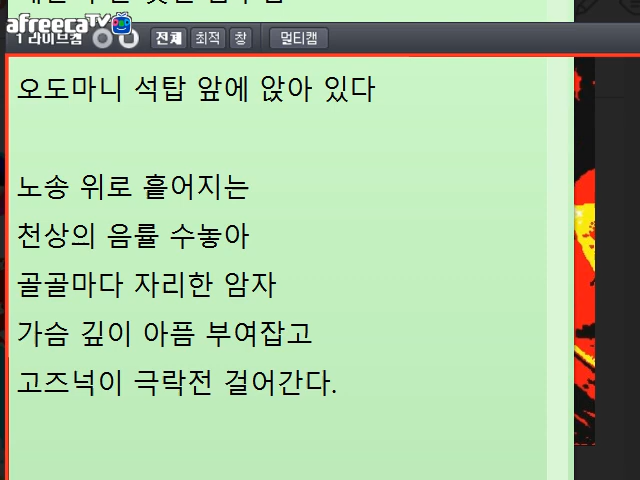 afreecaTV
1 라이브캠 전체 최적 창 멀티캠
오도마니 석탑 앞에 앉아 있다
노송 위로 흩어지는
천상의 음률 수놓아
골골마다 자리한 암자
가슴 깊이 아픔 부여잡고
고즈넉이 극락전 걸어간다.